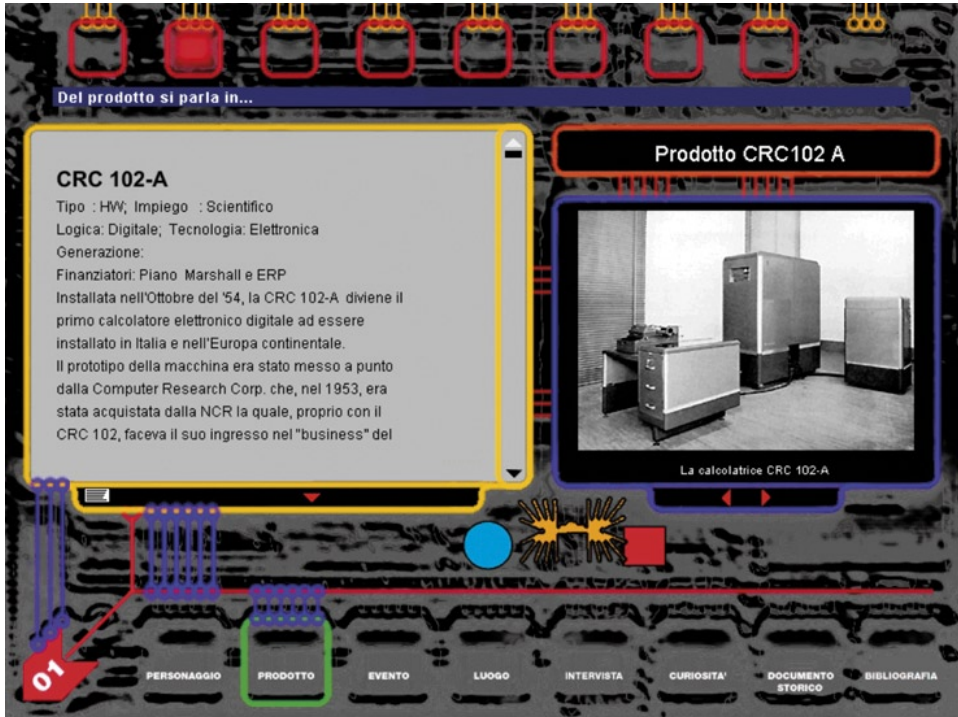 Del prodotto si parla in...
CRC 102-A
Tipo : HW; Impiego : Scientifico
Logica: Digitale; Tecnologia: Elettronica
Generazione:
Finanziatori: Piano Marshall e ERP
Installata nell'Ottobre del '54, la CRC 102-A diviene il
primo calcolatore elettronico digitale ad essere
installato in Italia e nell'Europa continentale.
Il prototipo della macchina era stato messo a punto
dalla Computer Research Corp. che, nel 1953, era
stata acquistata dalla NCR la quale, proprio con il
CRC 102, faceva il suo ingresso nel "business" del
Prodotto CRC102 A
La calcolatrice CRC 102-A
01
PERSONAGGIO
PRODOTTO
EVENTO
LUOGO
INTERVISTA
CURIOSITA'
DOCUMENTO
STORICO
BIBLIOGRAFIA